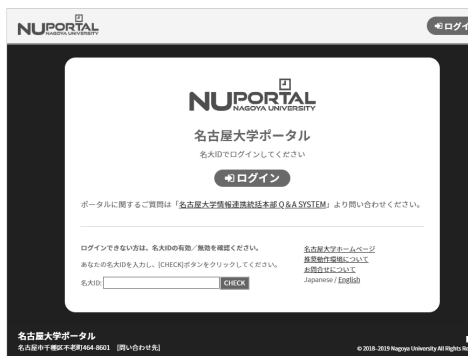 NUPORTAL
NAGOYA UNIVERSITY
ログイ
NUPORTAL
NAGOYA UNIVERSITY
名古屋大学ポータル
名大IDでログインしてください
ログイン
ポータルに関するご質問は「名古屋大学情報連携統括本部 Q & A SYSTEM」より問い合わせください。
ログインできない方は、名大IDの有効／無効を確認ください。
あなたの名大IDを入力し、[CHECK]ボタンをクリックしてください。
名大ID: CHECK
名古屋大学ホームページ
推奨動作環境について
お問合せについて
Japanese / English
名古屋大学ポータル
名古屋市千種区不老町464-8601 [問い合わせ先]
© 2018-2019 Nagoya University All Rights Re